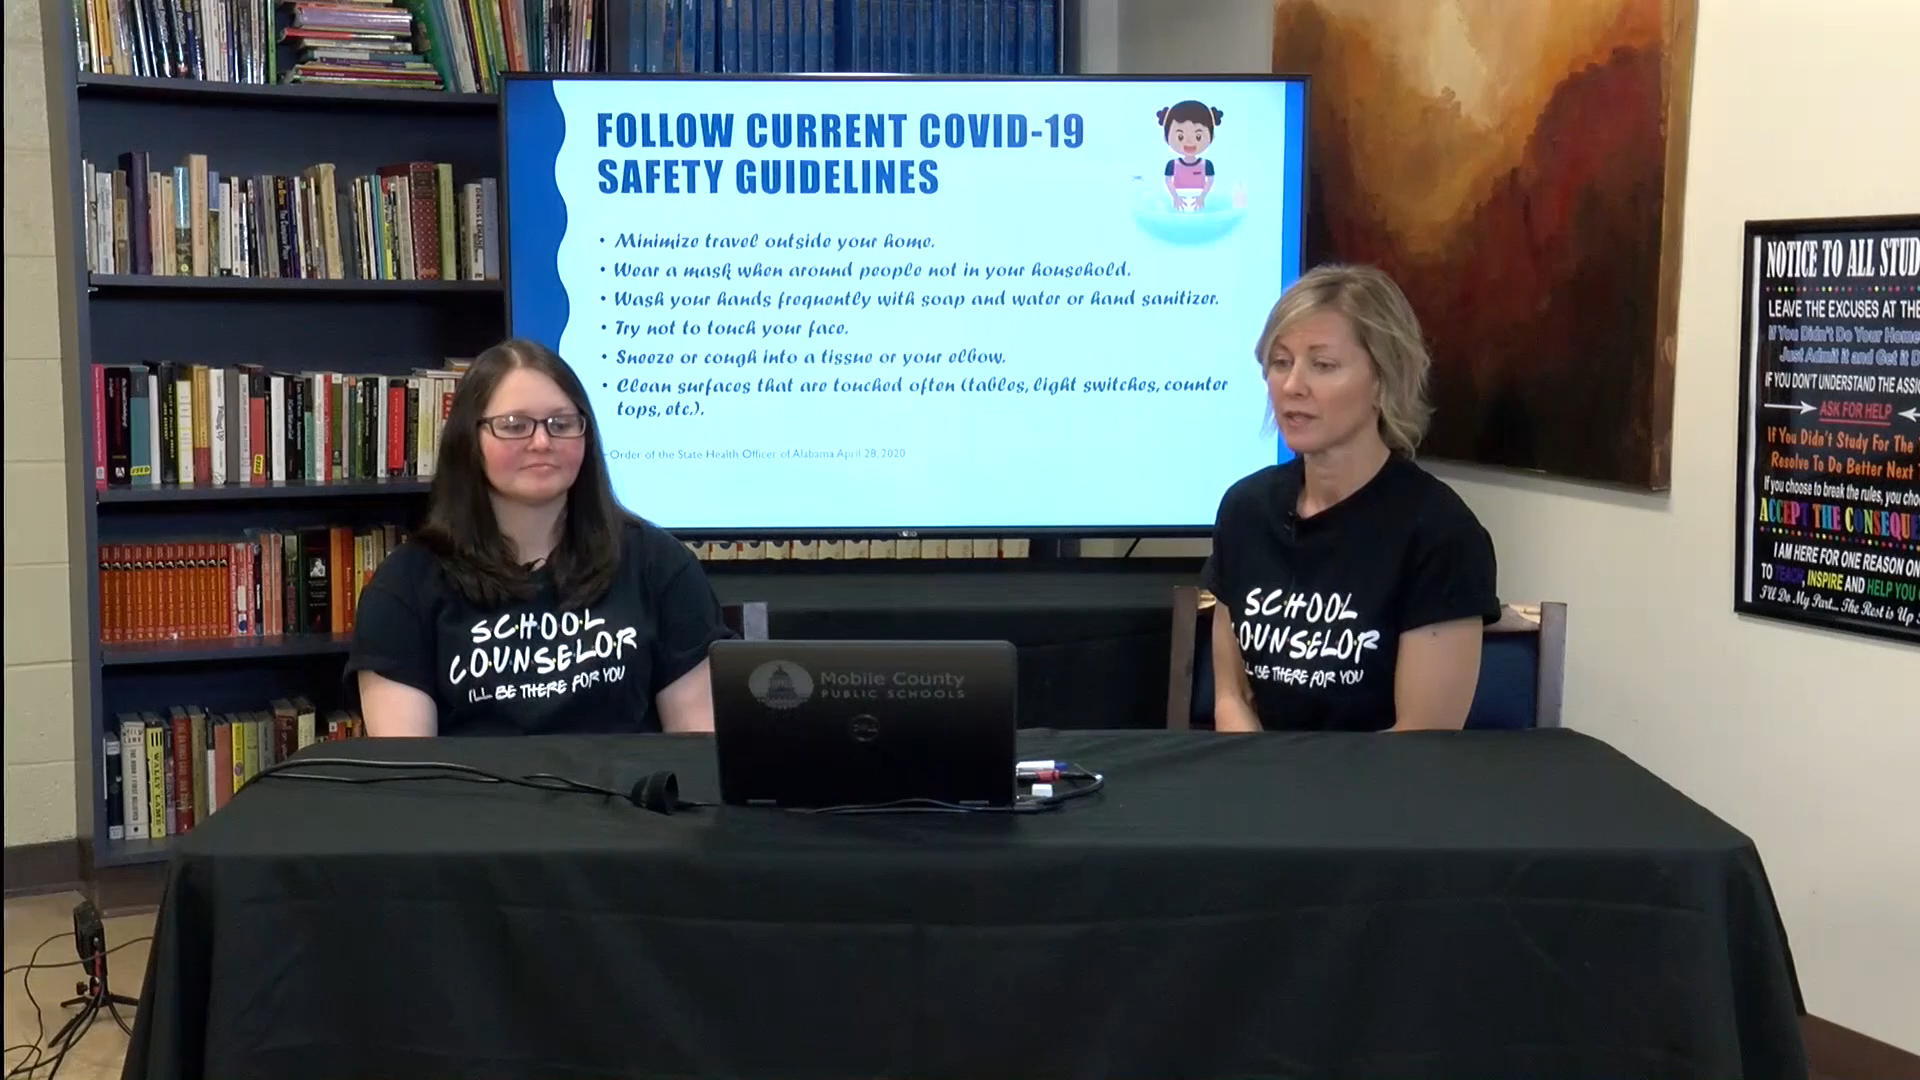 FOLLOW CURRENT COVID-19
SAFETY GUIDELINES
• Minimize travel outside your home.
• Wear a mask when around people not in your household.
• Wash your hands frequently with soap and water or hand sanitizer.
• Try not to touch your face.
• Sneeze or cough into a tissue or your elbow.
• Clean surfaces that are touched often (tables, light switches, counter
tops, etc.).
Order of the State Health Officer of Alabama April 28, 2020
SCHOOL
COUNSELOR
I'LL BE THERE FOR YOU
SCHOOL
COUNSELOR
BE THERE FOR YOU
Mobile County
PUBLIC SCHOOLS
DELL
NOTICE TO ALL STUD
LEAVE THE EXCUSES AT THE
If You Didn't Do Your Home
Just Admit it and Get it D
IF YOU DON'T UNDERSTAND THE ASSI
ASK FOR HELP
If You Didn't Study For The
Resolve To Do Better Next
If you choose to break the rules, you cho
ACCEPT THE CONSEQUE
I AM HERE FOR ONE REASON ON
TO TEACH, INSPIRE AND HELP YOU
I'll Do My Part... The Rest is Up
WALLY LAMB